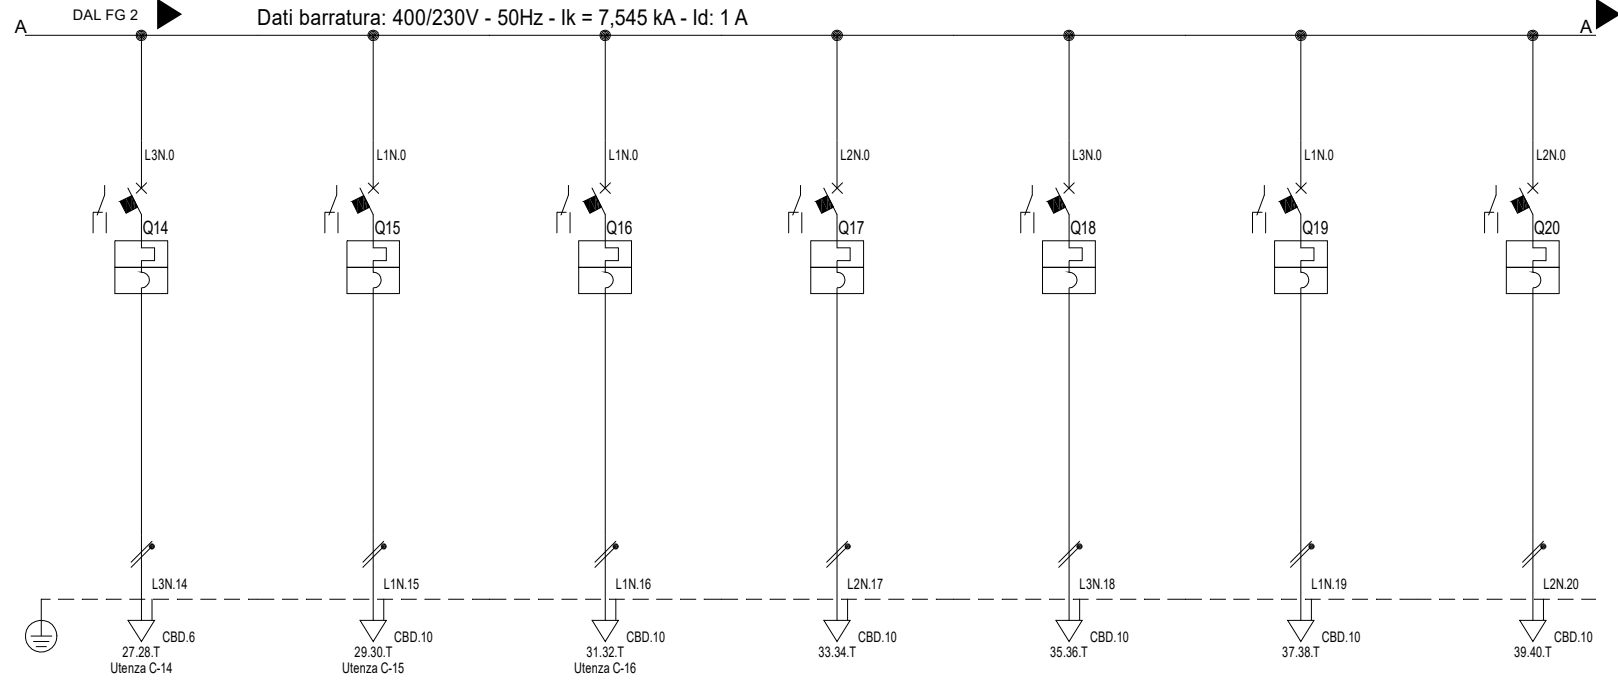 DAL FG 2
Dati barratura: 400/230V - 50Hz - Ik = 7,545 kA - Id: 1 A
A A
L3N.0 L1N.0 L1N.0 L2N.0 L3N.0 L1N.0 L2N.0
Q14 Q15 Q16 Q17 Q18 Q19 Q20
L3N.14 L1N.15 L1N.16 L2N.17 L3N.18 L1N.19 L2N.20
CBD.6 CBD.10 CBD.10 CBD.10 CBD.10 CBD.10 CBD.10
27.28.T 29.30.T 31.32.T 33.34.T 35.36.T 37.38.T 39.40.T
Utenza C-14 Utenza C-15 Utenza C-16